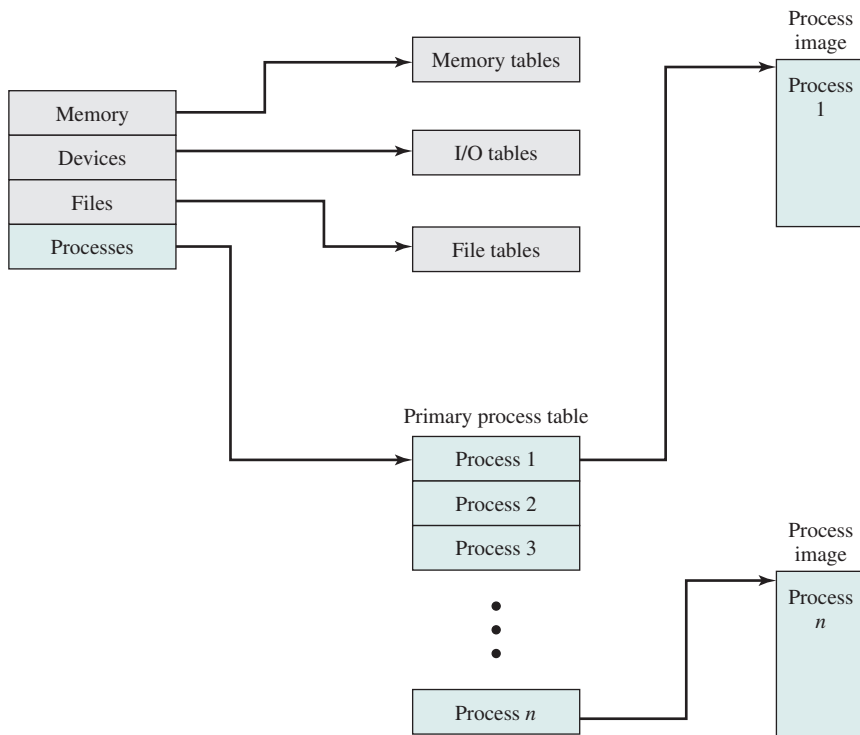 Memory
Devices
Files
Processes
Memory tables
I/O tables
File tables
Primary process table
Process 1
Process 2
Process 3
Process n
Process
image
Process
1
Process
image
Process
n